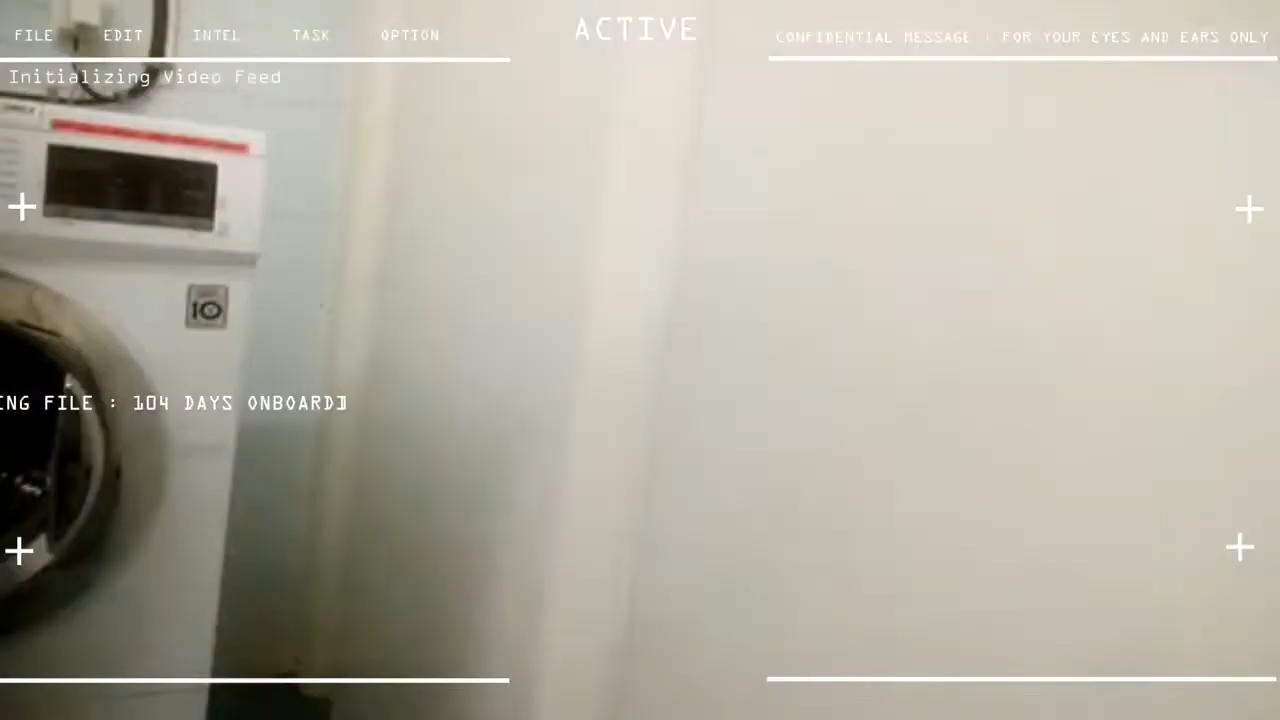 FILE EDIT INTEL TASK OPTION
ACTIVE
CONFIDENTIAL MESSAGE : FOR YOUR EYES AND EARS ONLY
Initializing Video Feed
10
ING FILE : 104 DAYS ONBOARD]